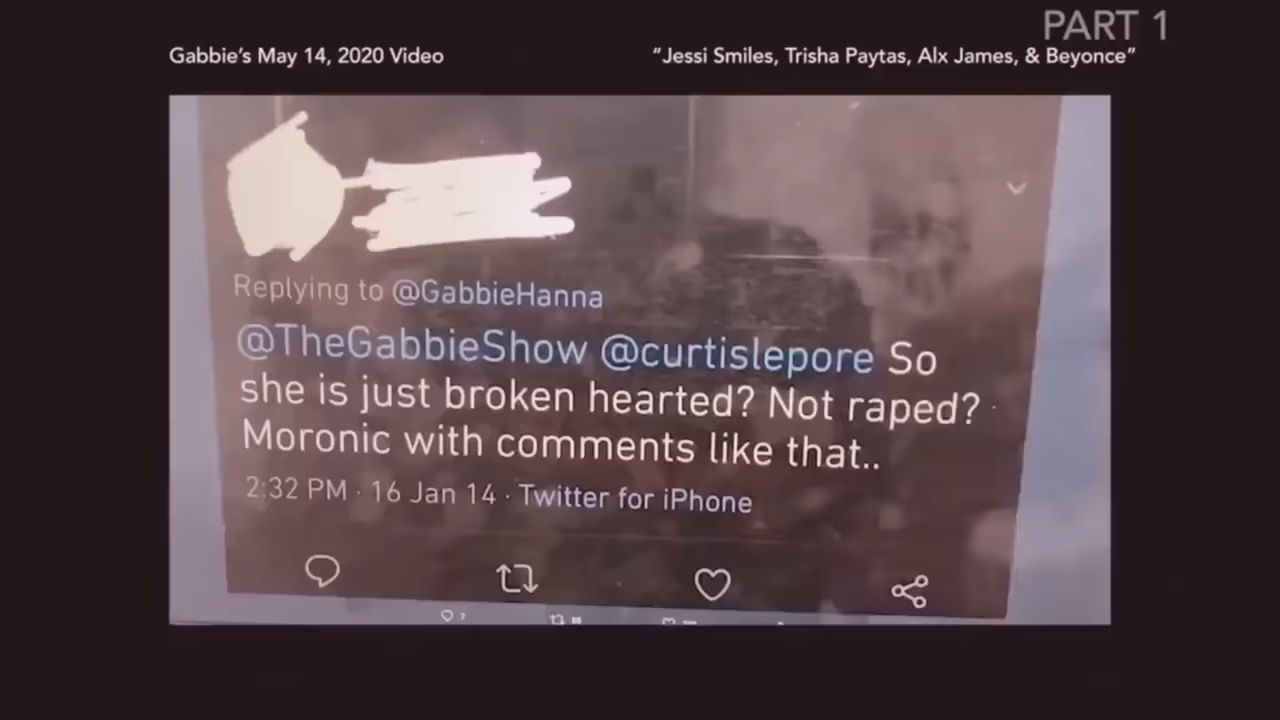 PART 1
Gabbie's May 14, 2020 Video
"Jessi Smiles, Trisha Paytas, Alx James, & Beyonce"
Replying to @GabbieHanna
@TheGabbieShow @curtislepore So
she is just broken hearted? Not raped?
Moronic with comments like that..
2:32 PM · 16 Jan 14 · Twitter for iPhone
7